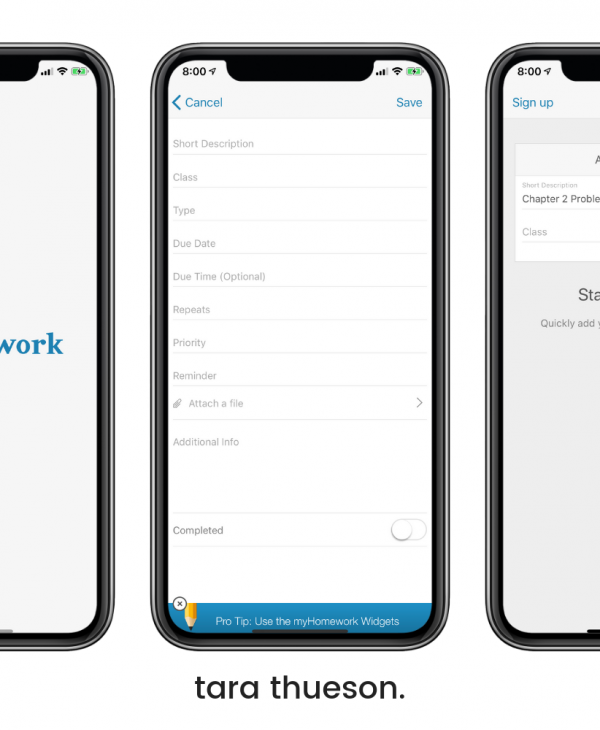 work
8:00
Cancel
Save
Short Description
Class
Type
Due Date
Due Time (Optional)
Repeats
Priority
Reminder
Attach a file
Additional Info
Completed
Pro Tip: Use the myHomework Widgets
8:00
Sign up
A
Short Description
Chapter 2 Proble
Class
Sta
Quickly add y
tara thueson.